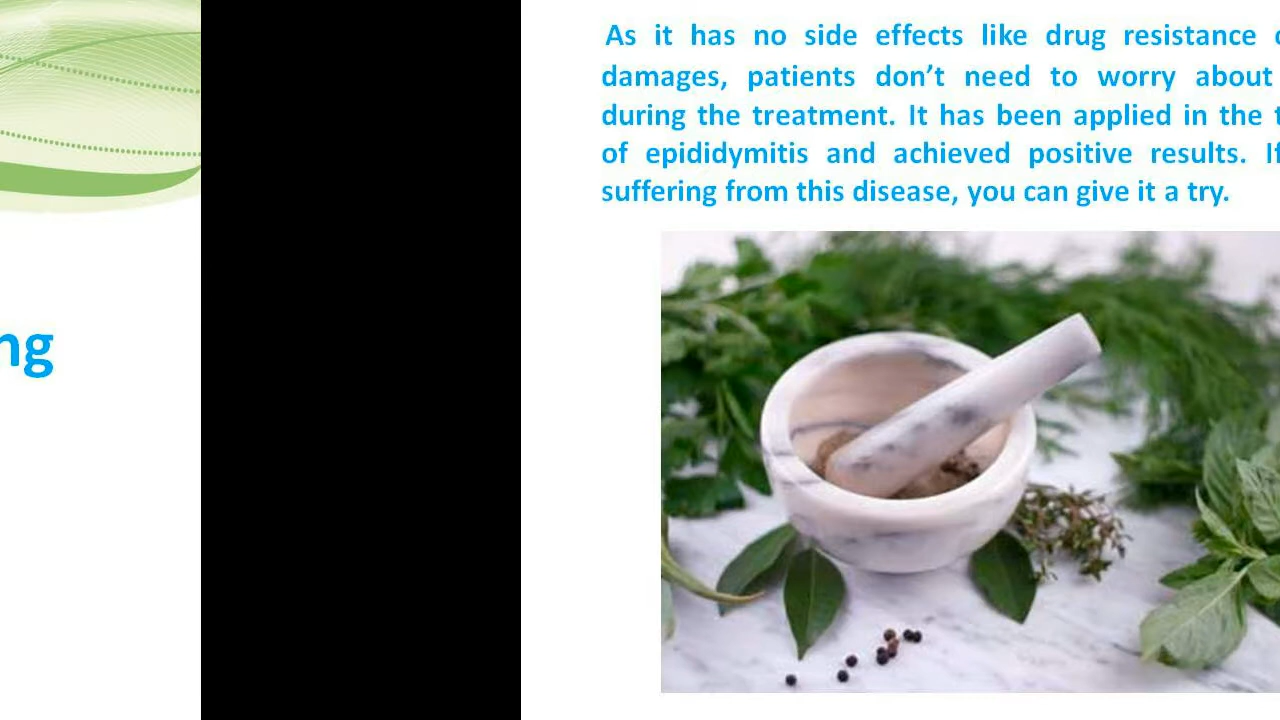 ng
As it has no side effects like drug resistance
damages, patients don’t need to worry about
during the treatment. It has been applied in the
of epididymitis and achieved positive results. If
suffering from this disease, you can give it a try.